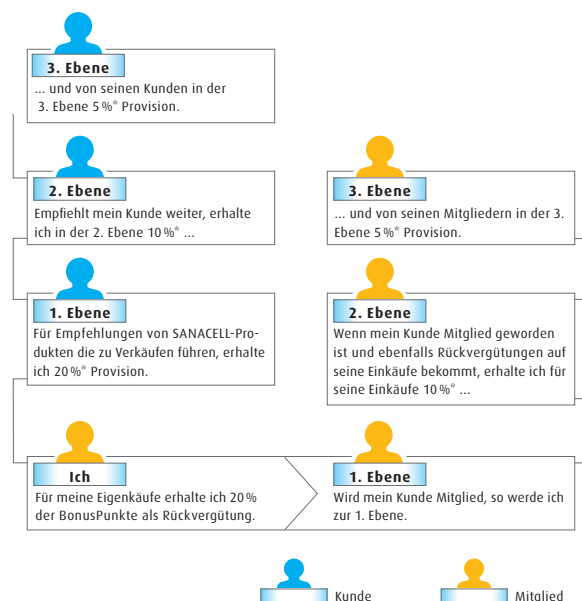 3. Ebene
... und von seinen Kunden in der
3. Ebene 5 %* Provision.
2. Ebene
Empfiehlt mein Kunde weiter, erhalte
ich in der 2. Ebene 10 %* ...
1. Ebene
Für Empfehlungen von SANACELL-Pro-
dukten die zu Verkäufen führen, erhalte
ich 20 %* Provision.
Ich
Für meine Eigenkäufe erhalte ich 20 %
der BonusPunkte als Rückvergütung.
3. Ebene
... und von seinen Mitgliedern in der 3.
Ebene 5 %* Provision.
2. Ebene
Wenn mein Kunde Mitglied geworden
ist und ebenfalls Rückvergütungen auf
seine Einkäufe bekommt, erhalte ich für
seine Einkäufe 10 %* ...
1. Ebene
Wird mein Kunde Mitglied, so werde ich
zur 1. Ebene.
Kunde
Mitglied